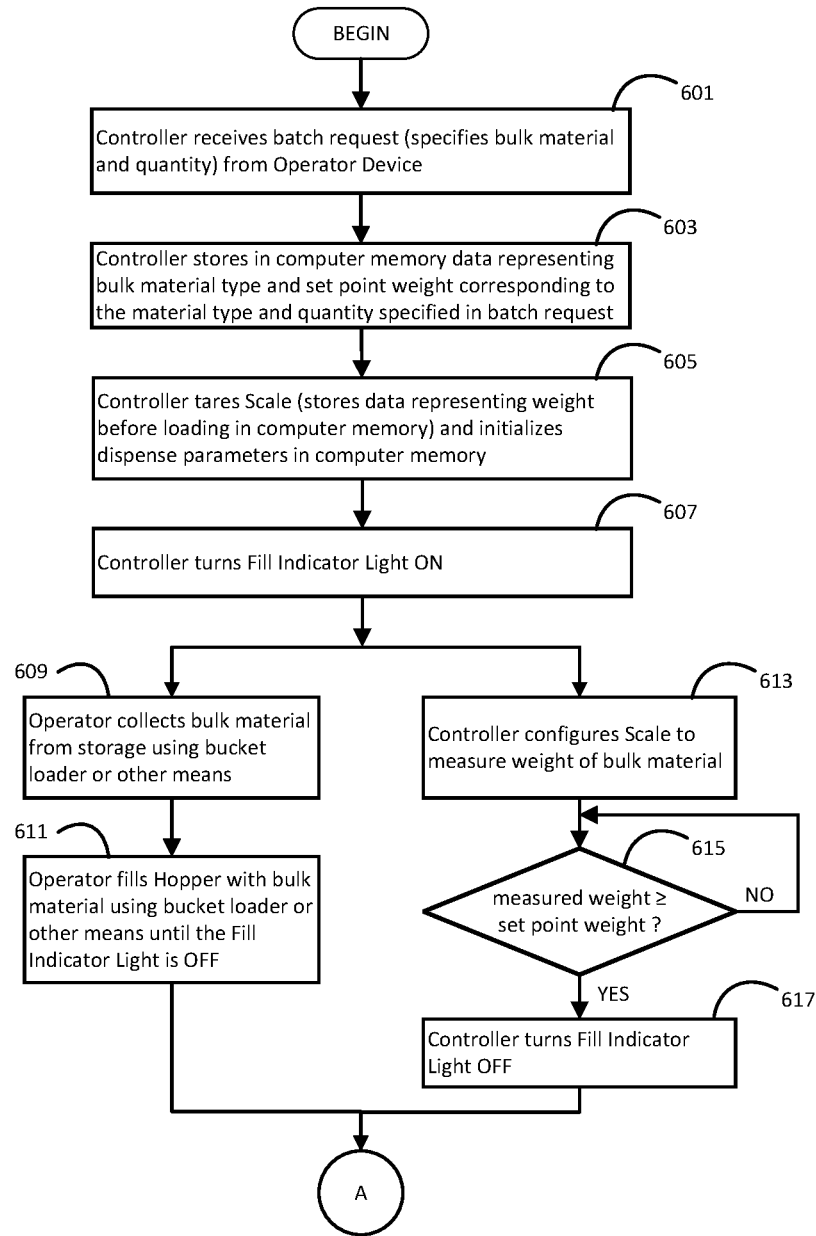 BEGIN
601
Controller receives batch request (specifies bulk material
and quantity) from Operator Device
603
Controller stores in computer memory data representing
bulk material type and set point weight corresponding to
the material type and quantity specified in batch request
605
Controller tares Scale (stores data representing weight
before loading in computer memory) and initializes
dispense parameters in computer memory
607
Controller turns Fill Indicator Light ON
609
Operator collects bulk material
from storage using bucket
loader or other means
611
Operator fills Hopper with bulk
material using bucket loader or
other means until the Fill
Indicator Light is OFF
613
Controller configures Scale to
measure weight of bulk material
615
measured weight ≥
set point weight ?
NO
YES
617
Controller turns Fill Indicator
Light OFF
A